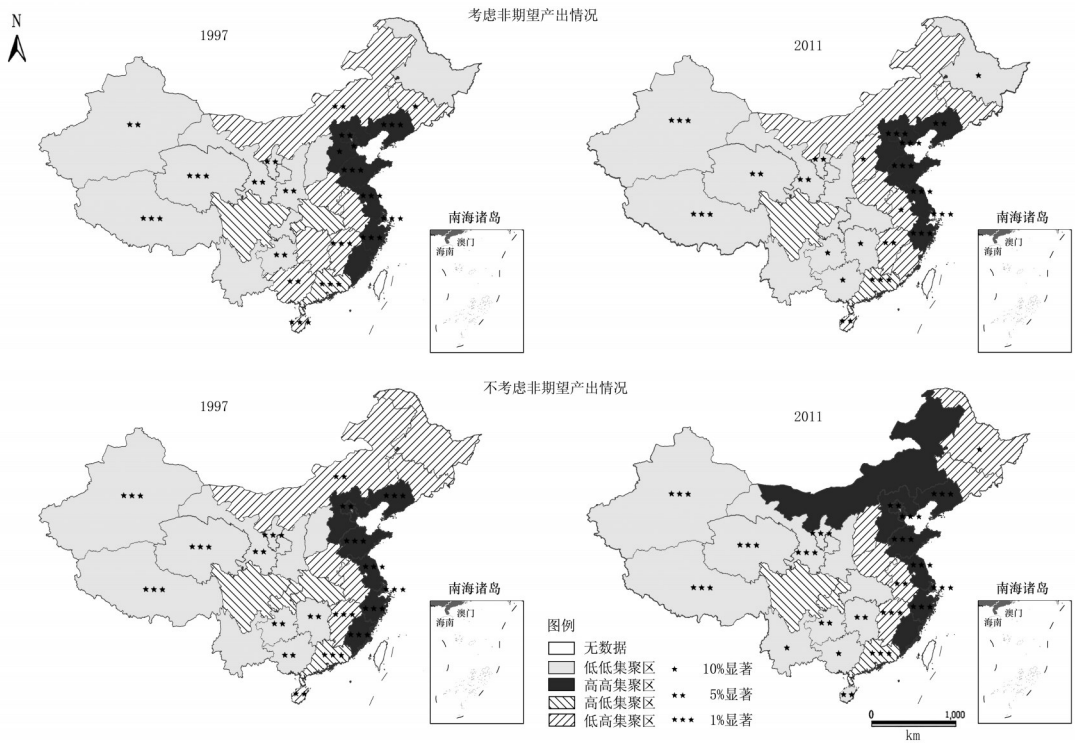 考虑非期望产出情况
N
1997
2011
南海诸岛
澳门
海南
南海诸岛
澳门
海南
不考虑非期望产出情况
1997
2011
南海诸岛
澳门
海南
南海诸岛
澳门
海南
图例
无数据
低低集聚区
高高集聚区
高低集聚区
低高集聚区
★ 10%显著
★★ 5%显著
★★★ 1%显著
0 1,000
km